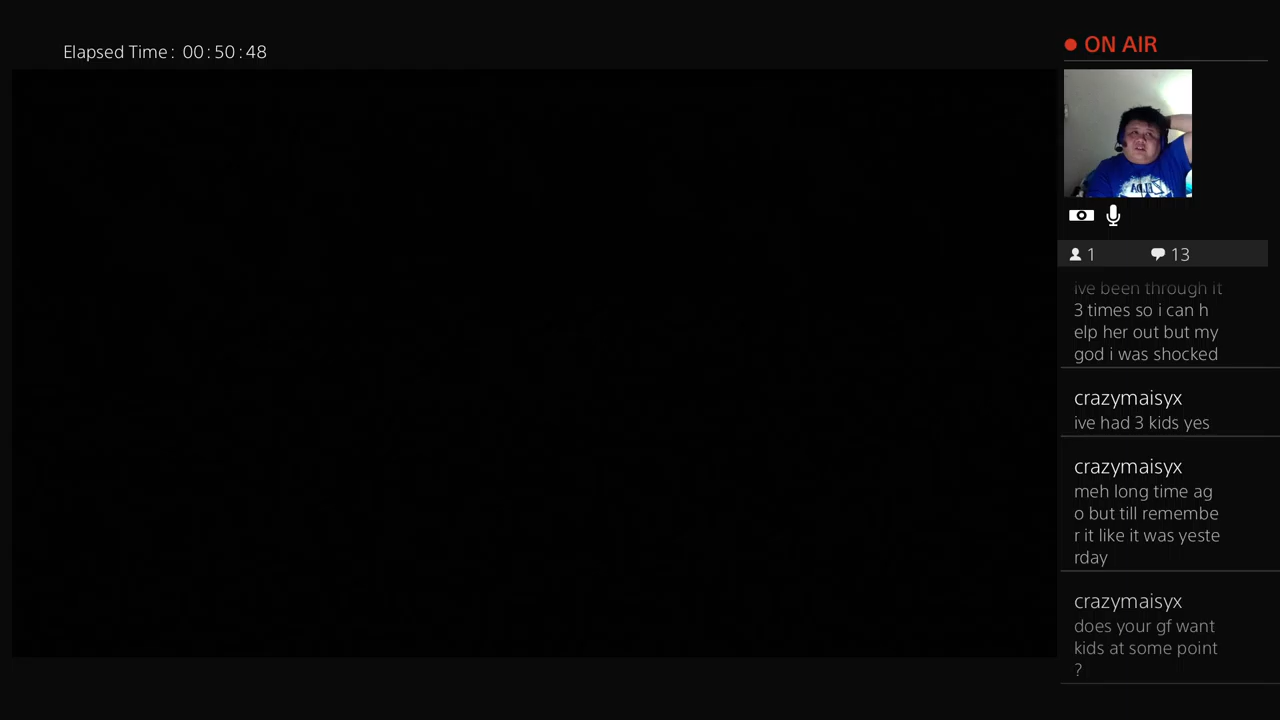 Elapsed Time: 00:50:48
ON AIR
1
13
ive been through it
3 times so i can h
elp her out but my
god i was shocked
crazymaisyx
ive had 3 kids yes
crazymaisyx
meh long time ag
o but till remembe
r it like it was yeste
rday
crazymaisyx
does your gf want
kids at some point
?